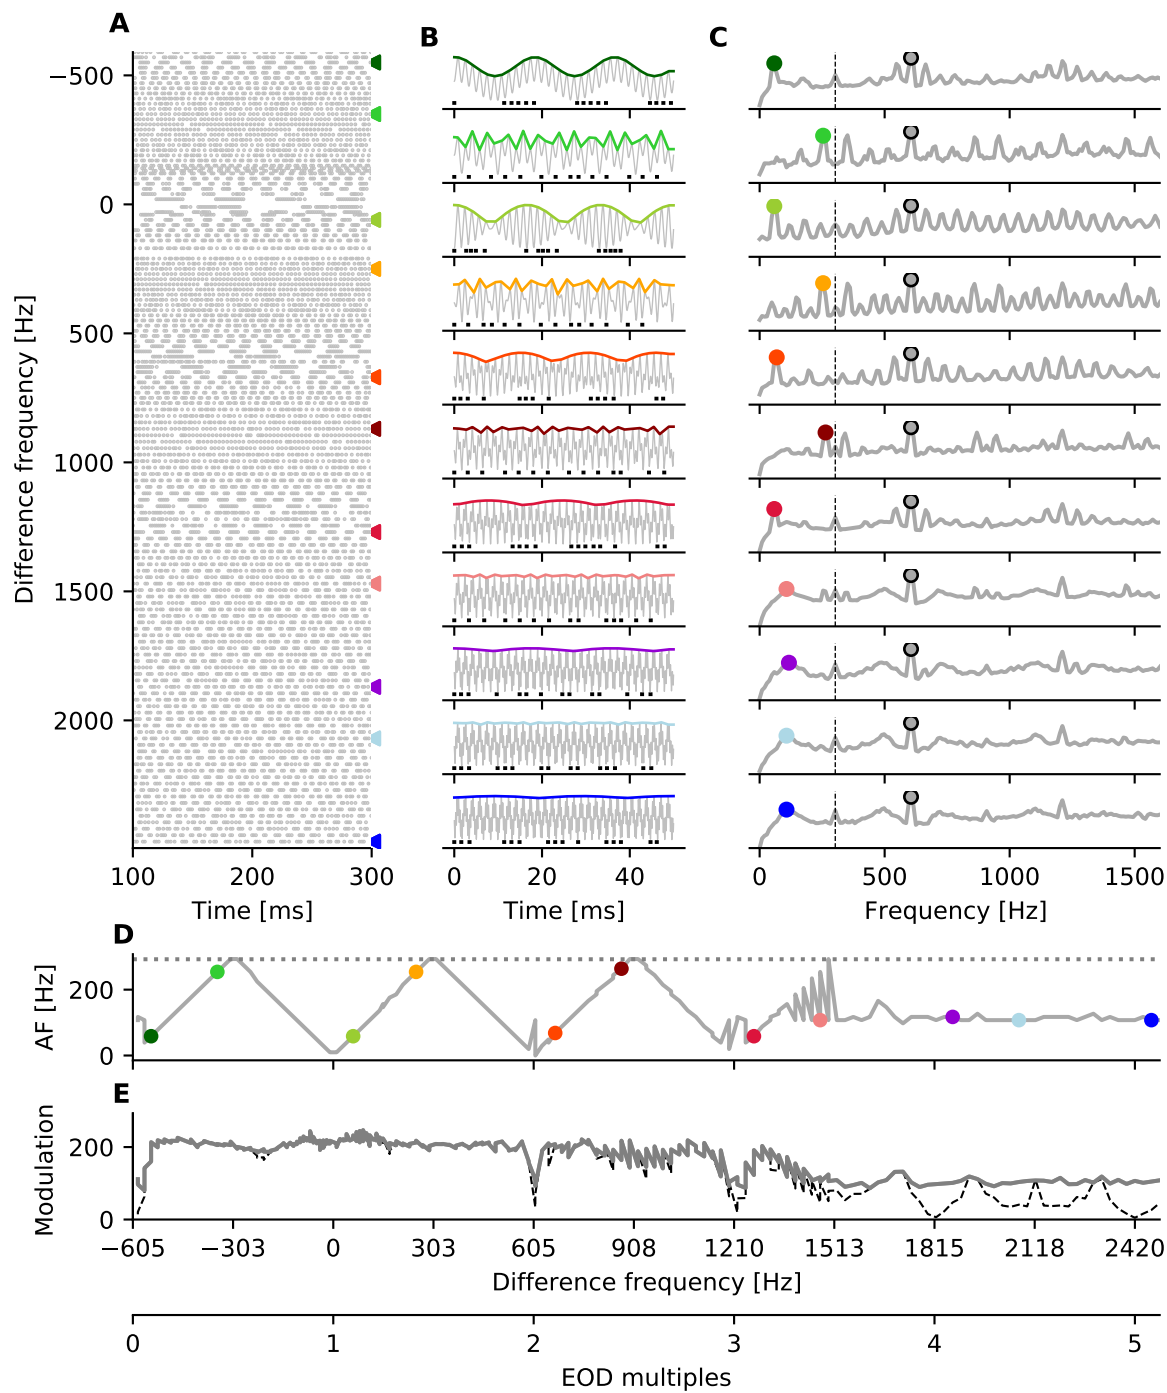 A
B
C
−500
0
500
1000
1500
2000
Difference frequency [Hz]
100 200 300
Time [ms]
0 20 40
Time [ms]
0 500 1000 1500
Frequency [Hz]
D
200
0
AF [Hz]
E
200
0
Modulation
−605 −303 0 303 605 908 1210 1513 1815 2118 2420
Difference frequency [Hz]
0 1 2 3 4 5
EOD multiples